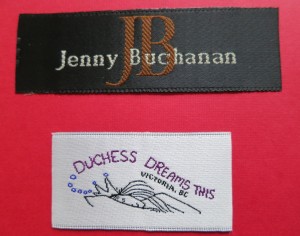 JB
Jenny Buchanan
DUCHESS DREAMS THIS
VICTORIA, BC